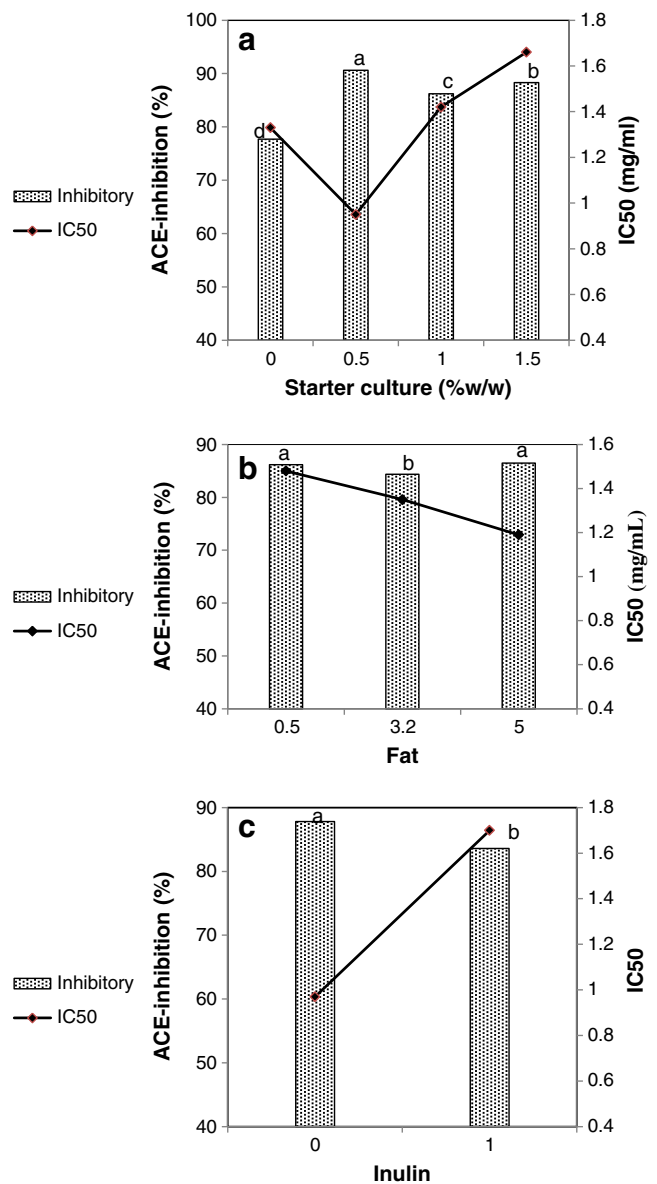 a
100
90
80
70
60
50
40
ACE-inhibition (%)
1.8
1.6
1.4
1.2
1
0.8
0.6
0.4
IC50 (mg/ml)
d
a
c
b
Inhibitory
IC50
0 0.5 1 1.5
Starter culture (%w/w)
b
90
80
70
60
50
40
ACE-inhibition (%)
1.6
1.4
1.2
1
0.8
0.6
0.4
IC50 (mg/mL)
a
b
a
Inhibitory
IC50
0.5 3.2 5
Fat
c
90
80
70
60
50
40
ACE-inhibition (%)
1.8
1.6
1.4
1.2
1
0.8
0.6
0.4
IC50
a
b
Inhibitory
IC50
0 1
Inulin